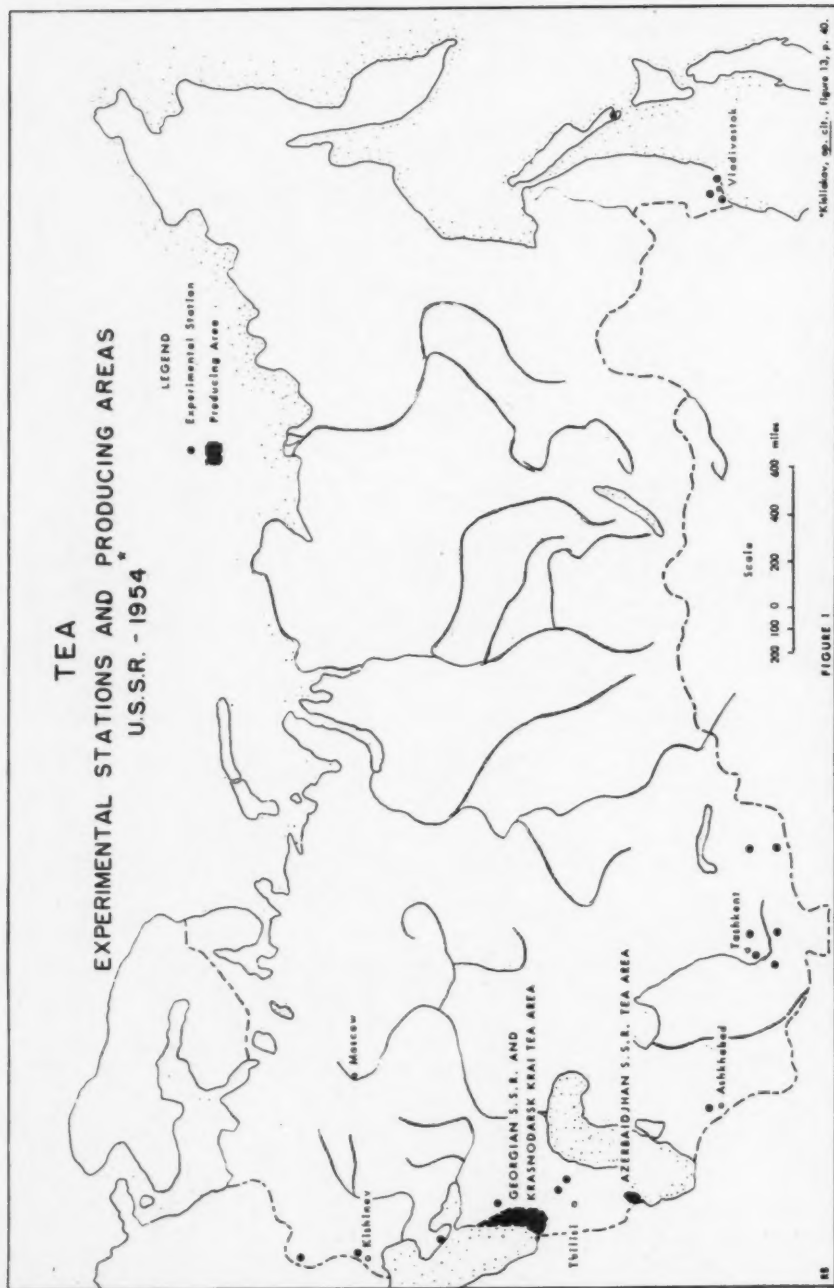 TEA
EXPERIMENTAL STATIONS AND PRODUCING AREAS
U.S.S.R. - 1954*
LEGEND
Experimental Station
Producing Area
Moscow
Kishinev
GEORGIAN S.S.R. AND
KRASNODARSK KRAI TEA AREA
Tbilisi
AZERBAIDJHAN S.S.R. TEA AREA
Ashkhabad
Tashkent
Vladivostok
Scale
200 100 0 200 400 600 miles
FIGURE 1
*Kisliakov, op. cit., figure 13, p. 40.